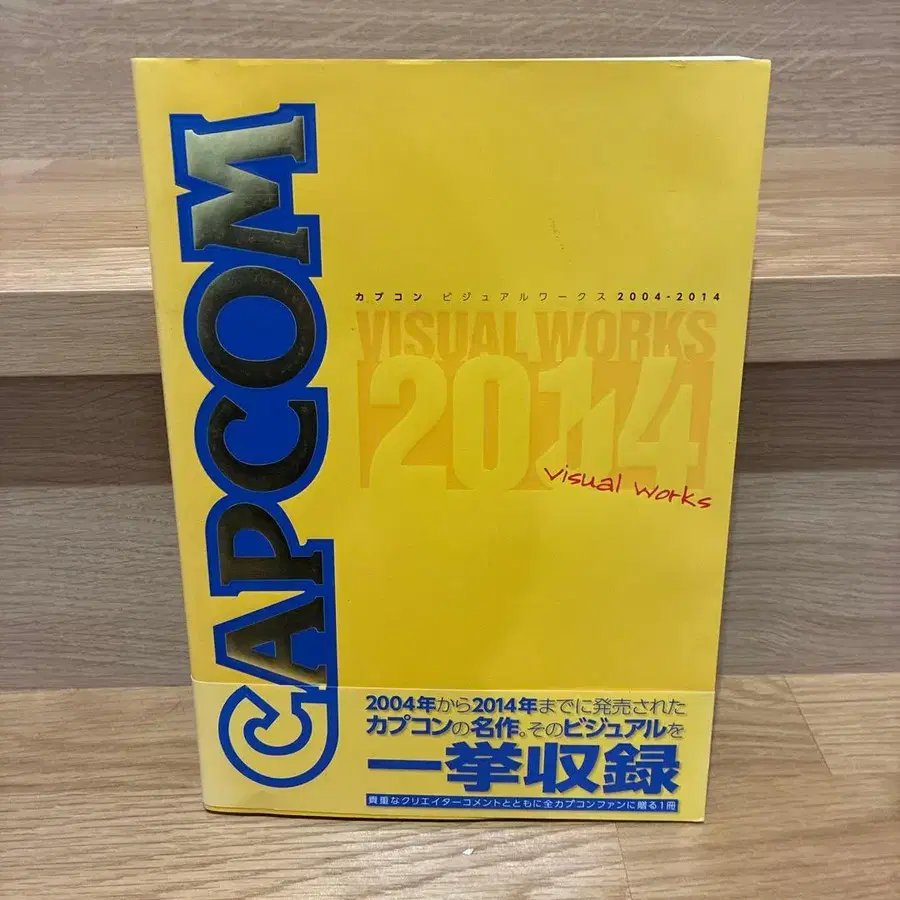 CAPCOM
カプコン ビジュアルワークス 2004-2014
VISUAL WORKS
2014
visual works
2004年から2014年までに発売された
カプコンの名作。そのビジュアルを
一挙収録
貴重なクリエイターコメントとともに全カプコンファンに贈る1冊